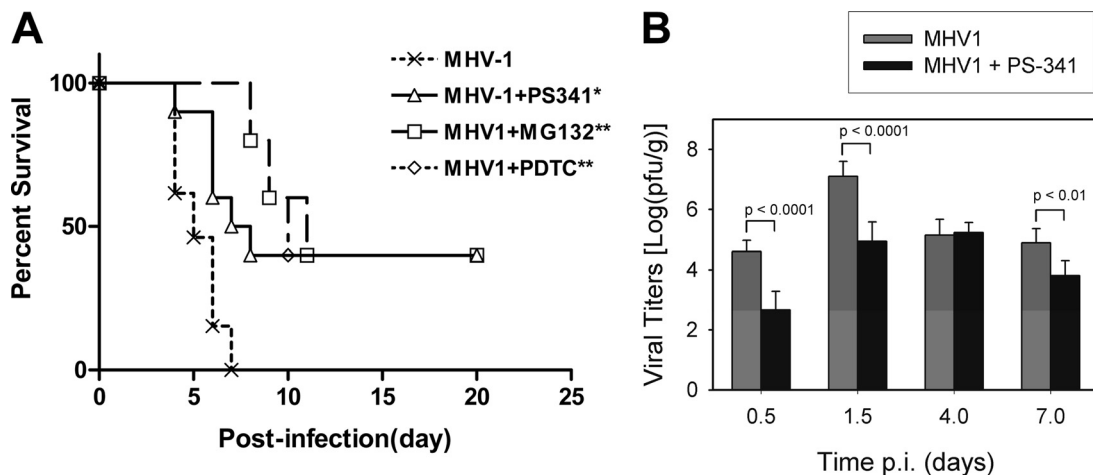 A
MHV-1
MHV-1+PS341*
MHV1+MG132**
MHV1+PDTC**
Percent Survival
100
50
0
0 5 10 15 20 25
Post-infection(day)
B
MHV1
MHV1 + PS-341
Viral Titers [Log(pfu/g)]
8
6
4
2
0
p < 0.0001
p < 0.0001
p < 0.01
0.5 1.5 4.0 7.0
Time p.i. (days)